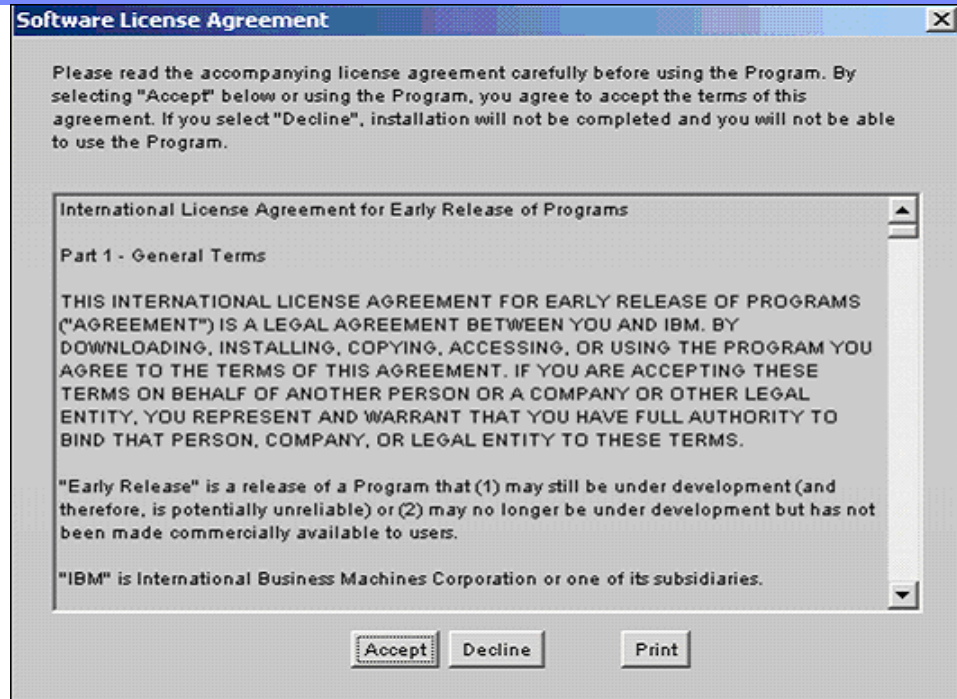 Software License Agreement
Please read the accompanying license agreement carefully before using the Program. By
selecting "Accept" below or using the Program, you agree to accept the terms of this
agreement. If you select "Decline", installation will not be completed and you will not be able
to use the Program.
International License Agreement for Early Release of Programs
Part 1 - General Terms
THIS INTERNATIONAL LICENSE AGREEMENT FOR EARLY RELEASE OF PROGRAMS
("AGREEMENT") IS A LEGAL AGREEMENT BETWEEN YOU AND IBM. BY
DOWNLOADING, INSTALLING, COPYING, ACCESSING, OR USING THE PROGRAM YOU
AGREE TO THE TERMS OF THIS AGREEMENT. IF YOU ARE ACCEPTING THESE
TERMS ON BEHALF OF ANOTHER PERSON OR A COMPANY OR OTHER LEGAL
ENTITY, YOU REPRESENT AND WARRANT THAT YOU HAVE FULL AUTHORITY TO
BIND THAT PERSON, COMPANY, OR LEGAL ENTITY TO THESE TERMS.
"Early Release" is a release of a Program that (1) may still be under development (and
therefore, is potentially unreliable) or (2) may no longer be under development but has not
been made commercially available to users.
"IBM" is International Business Machines Corporation or one of its subsidiaries.
Accept Decline Print